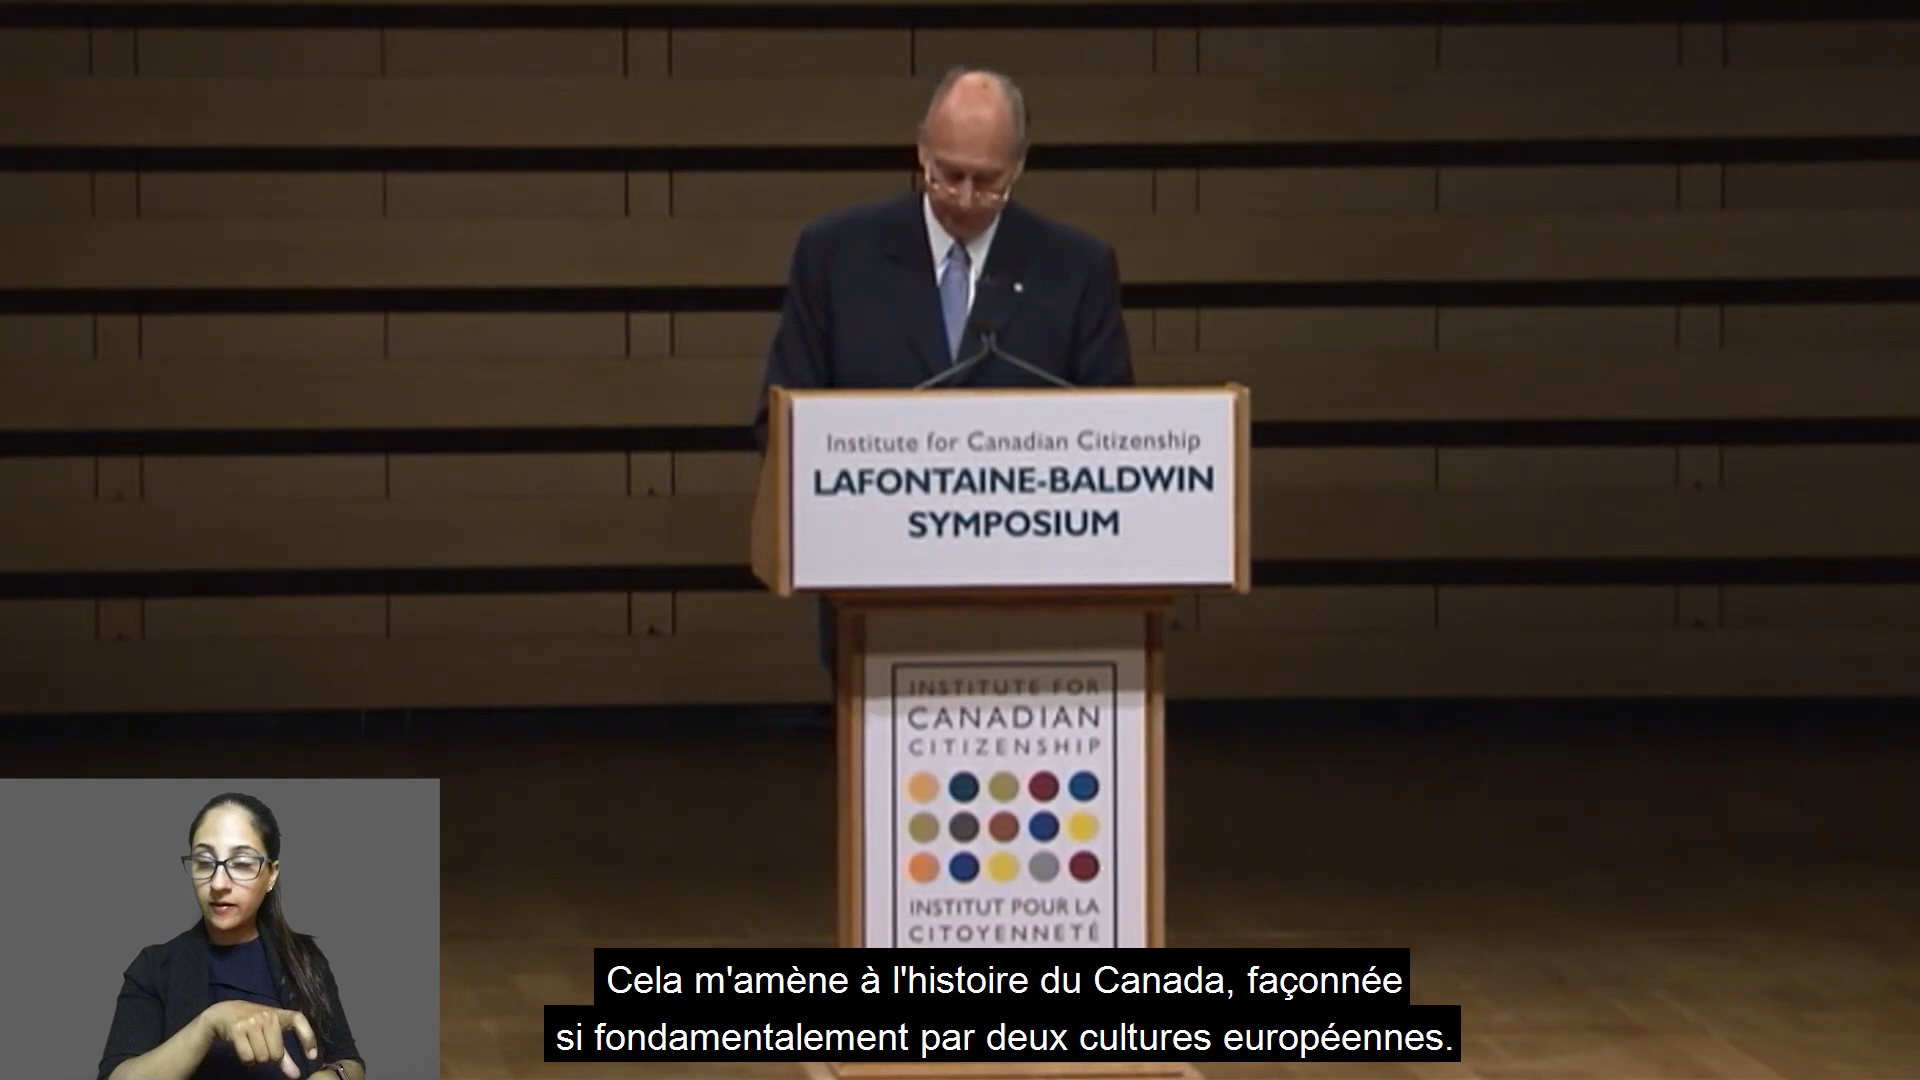 Institute for Canadian Citizenship
LAFONTAINE-BALDWIN
SYMPOSIUM
INSTITUTE FOR
CANADIAN
CITIZENSHIP
INSTITUT POUR LA
CITOYENNETÉ
Cela m'amène à l'histoire du Canada, façonnée
si fondamentalement par deux cultures européennes.